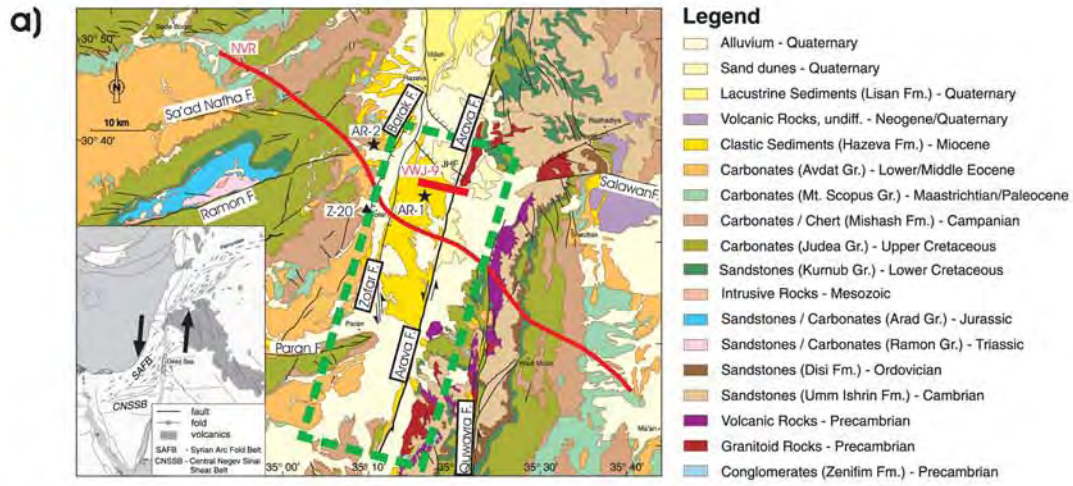 a)
NVR
30° 50'
Sa'ad Nafha F.
10 km
30° 40'
AR-2
Barak F.
Arava F.
JHF
VWJ-9
AR-1
Z-20
Ramon F.
Salawan F.
Zofar F.
Paran
Paran F.
Arava F.
Quwayra F.
Ma'an
35° 00'
35° 10'
35° 30'
35° 40'
SAFB
Dead Sea
CNSSB
fault
fold
volcanics
SAFB - Syrian Arc Fold Belt
CNSSB - Central Negev Sinai
Shear Belt
Legend
Alluvium - Quaternary
Sand dunes - Quaternary
Lacustrine Sediments (Lisan Fm.) - Quaternary
Volcanic Rocks, undiff. - Neogene/Quaternary
Clastic Sediments (Hazeva Fm.) - Miocene
Carbonates (Avdat Gr.) - Lower/Middle Eocene
Carbonates (Mt. Scopus Gr.) - Maastrichtian/Paleocene
Carbonates / Chert (Mishash Fm.) - Campanian
Carbonates (Judea Gr.) - Upper Cretaceous
Sandstones (Kurnub Gr.) - Lower Cretaceous
Intrusive Rocks - Mesozoic
Sandstones / Carbonates (Arad Gr.) - Jurassic
Sandstones / Carbonates (Ramon Gr.) - Triassic
Sandstones (Disi Fm.) - Ordovician
Sandstones (Umm Ishrin Fm.) - Cambrian
Volcanic Rocks - Precambrian
Granitoid Rocks - Precambrian
Conglomerates (Zenifim Fm.) - Precambrian